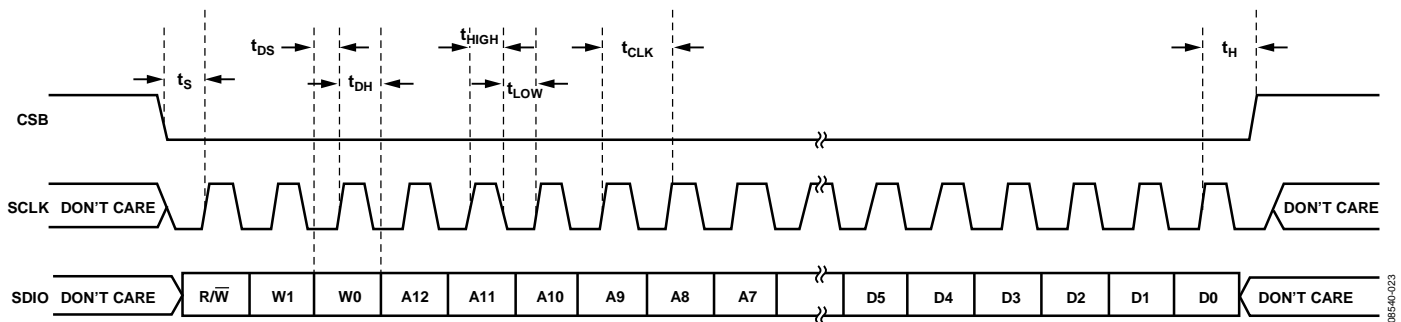 tDS
tHIGH
tCLK
tH
tS
tDH
tLOW
CSB
SCLK DON'T CARE
DON'T CARE
SDIO DON'T CARE R/W̅ W1 W0 A12 A11 A10 A9 A8 A7 D5 D4 D3 D2 D1 D0 DON'T CARE
08540-023